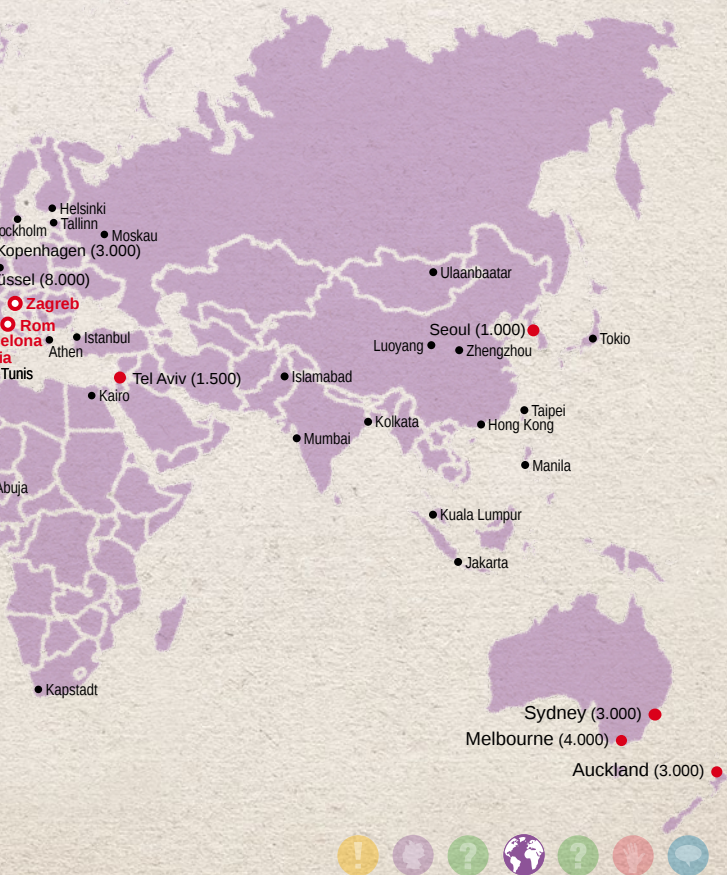 Helsinki
Tallinn
ockholm
Moskau
Kopenhagen (3.000)
Ulaanbaatar
üssel (8.000)
Zagreb
Rom
Seoul (1.000)
elona
Istanbul
Tokio
Luoyang
Zhengzhou
Athen
ia
Tunis
Tel Aviv (1.500)
Islamabad
Kairo
Taipei
Kolkata
Hong Kong
Mumbai
Manila
Abuja
Kuala Lumpur
Jakarta
Kapstadt
Sydney (3.000)
Melbourne (4.000)
Auckland (3.000)
! ? ?